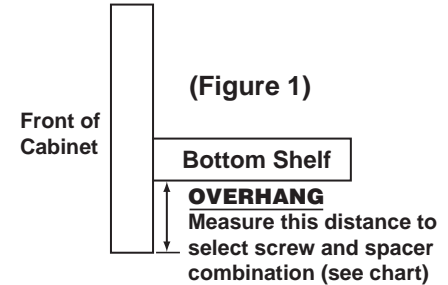 (Figure 1)
Front of
Cabinet
Bottom Shelf
OVERHANG
Measure this distance to
select screw and spacer
combination (see chart)